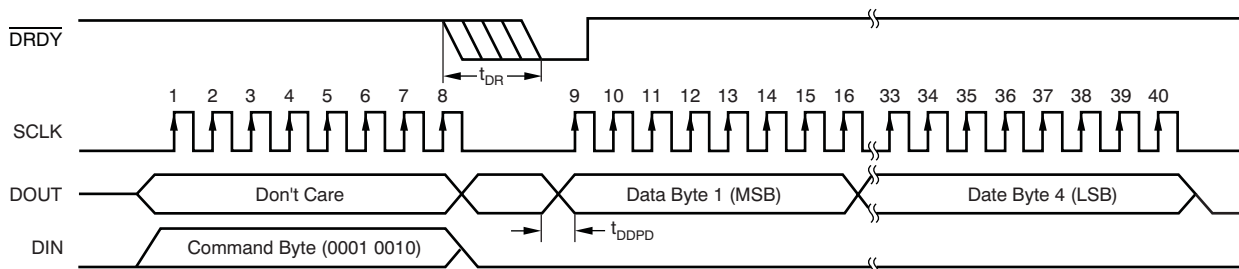 DRDY
tDR
1 2 3 4 5 6 7 8 9 10 11 12 13 14 15 16 33 34 35 36 37 38 39 40
SCLK
DOUT Don't Care Data Byte 1 (MSB) Date Byte 4 (LSB)
tDDPD
DIN Command Byte (0001 0010)